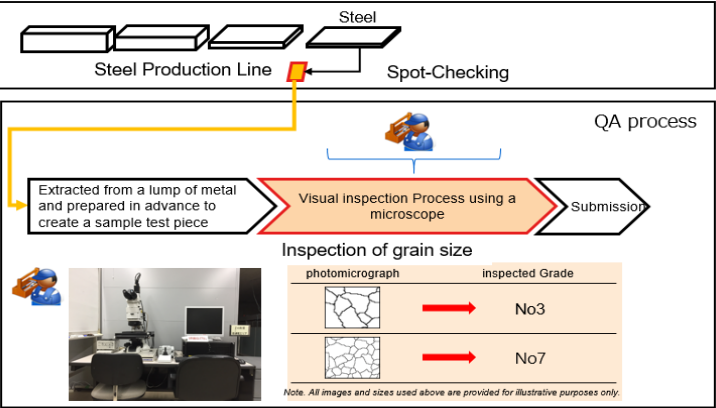 Steel
Steel Production Line
Spot-Checking
QA process
Extracted from a lump of metal
and prepared in advance to
create a sample test piece
Visual inspection Process using a
microscope
Submission
Inspection of grain size
photomicrograph
inspected Grade
No3
No7
Note. All images and sizes used above are provided for illustrative purposes only.